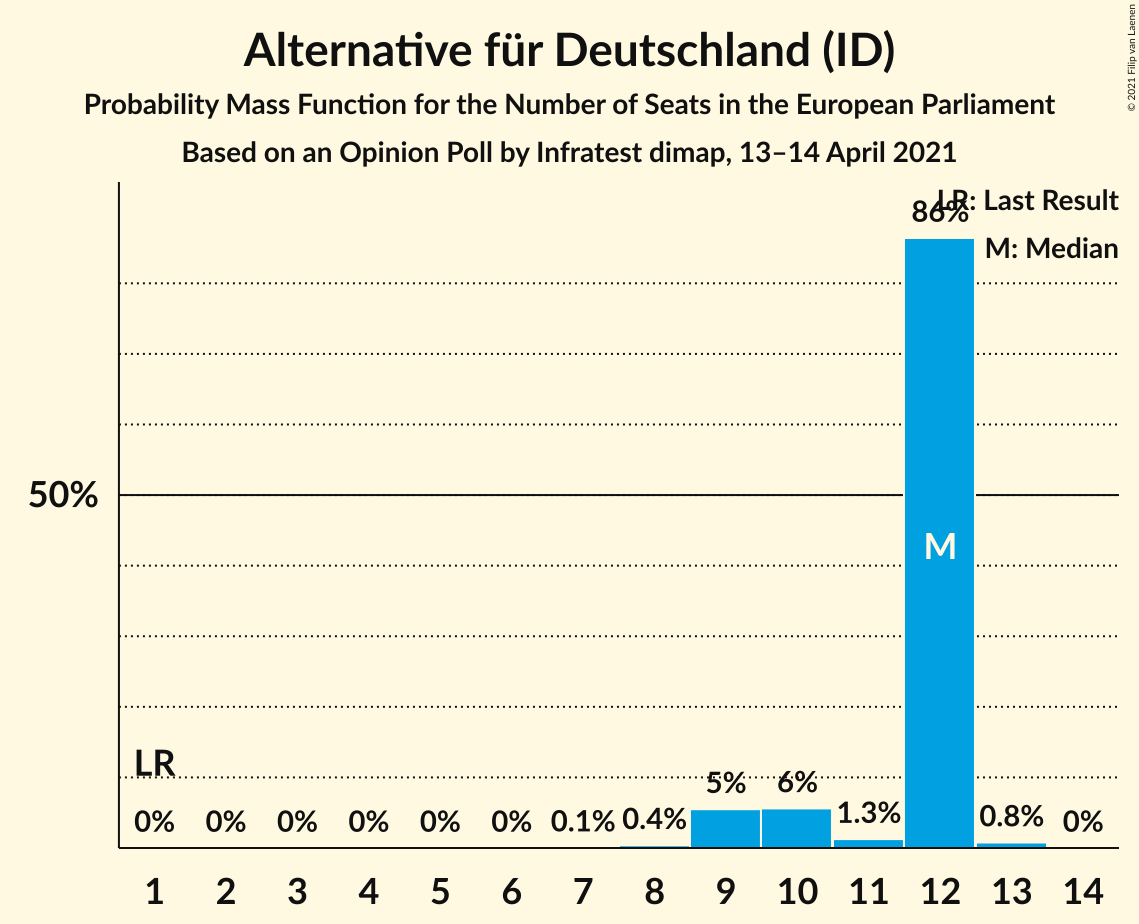 Alternative für Deutschland (ID)
Probability Mass Function for the Number of Seats in the European Parliament
Based on an Opinion Poll by Infratest dimap, 13–14 April 2021
© 2021 Filip van Laenen
LR: Last Result
M: Median
86%
50%
M
LR
0% 0% 0% 0% 0% 0% 0.1% 0.4% 5% 6% 1.3% 0.8% 0%
1 2 3 4 5 6 7 8 9 10 11 12 13 14